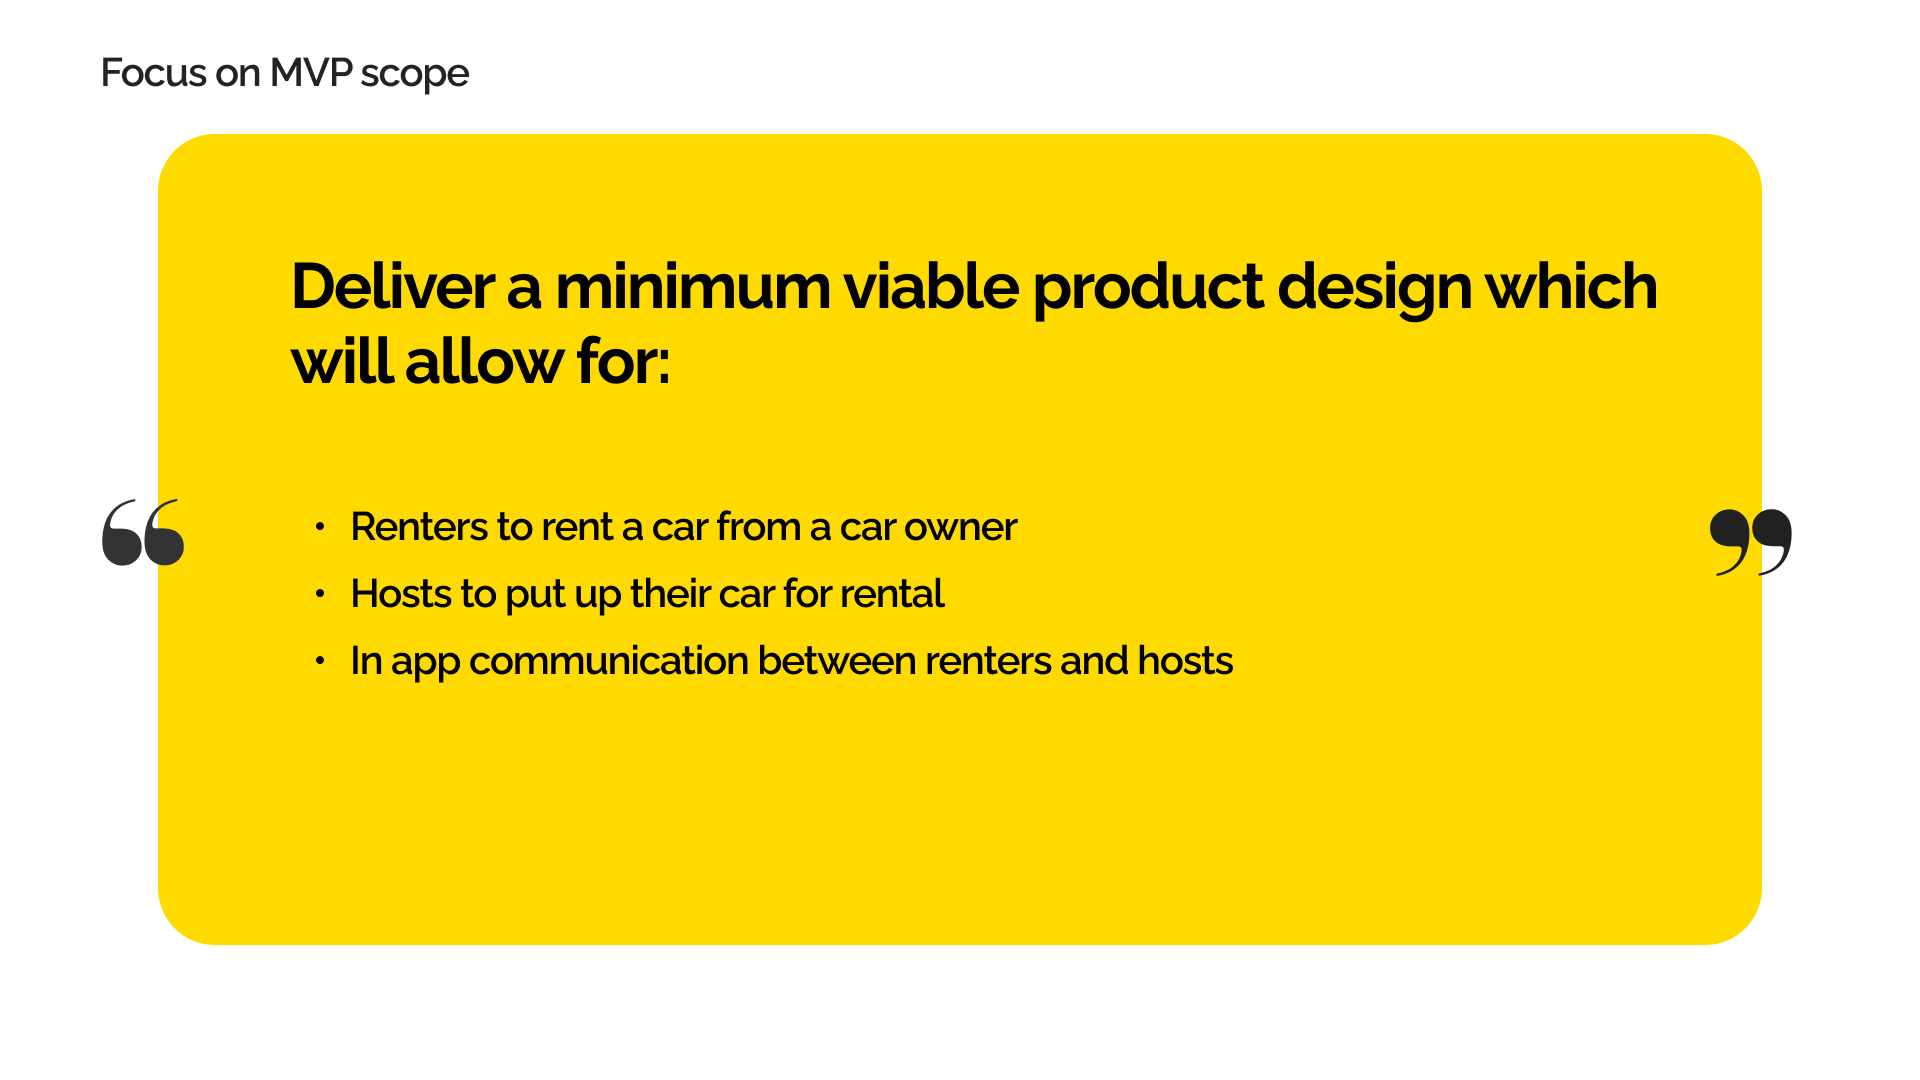 Focus on MVP scope
Deliver a minimum viable product design which
will allow for:
“
• Renters to rent a car from a car owner
• Hosts to put up their car for rental
• In app communication between renters and hosts
”